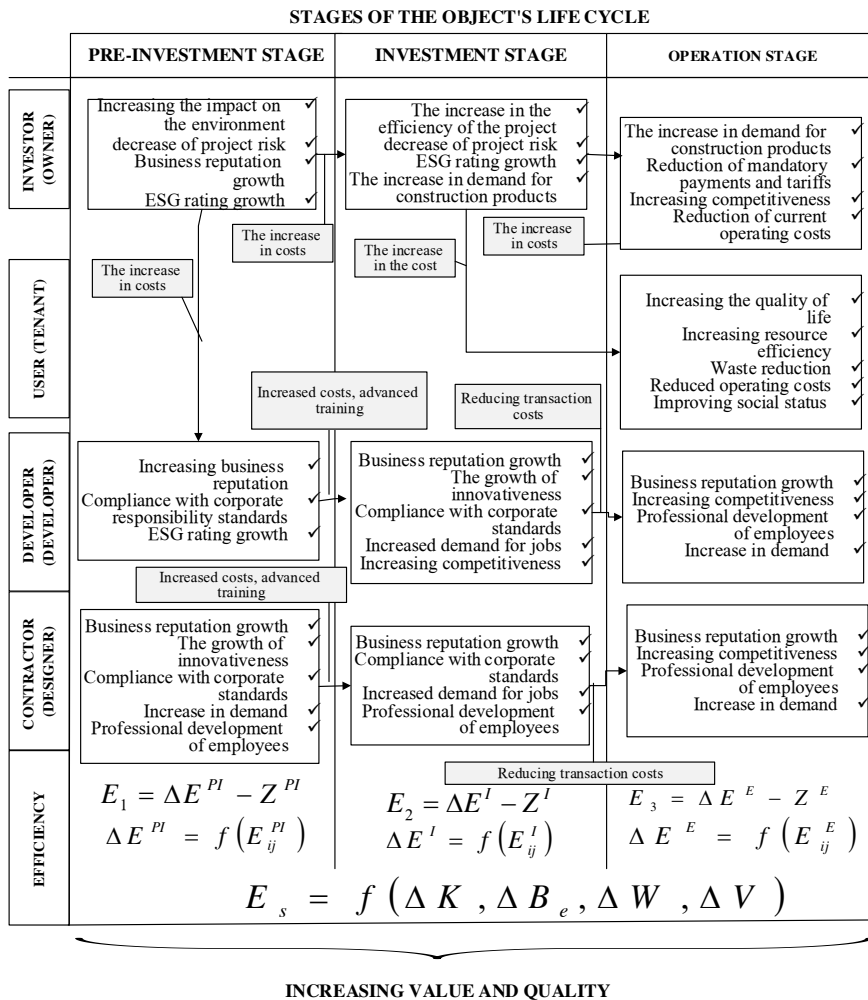 STAGES OF THE OBJECT'S LIFE CYCLE
PRE-INVESTMENT STAGE
INVESTMENT STAGE
OPERATION STAGE
INVESTOR
(OWNER)
Increasing the impact on ✓
the environment
decrease of project risk ✓
Business reputation ✓
growth
ESG rating growth ✓
The increase in the ✓
efficiency of the project
decrease of project risk ✓
ESG rating growth ✓
The increase in demand for ✓
construction products
The increase in demand for ✓
construction products
Reduction of mandatory ✓
payments and tariffs
Increasing competitiveness ✓
Reduction of current ✓
operating costs
The increase
in costs
The increase
in the cost
The increase
in costs
The increase
in costs
USER (TENANT)
Increasing the quality of ✓
life
Increasing resource ✓
efficiency
Waste reduction ✓
Reduced operating costs ✓
Improving social status ✓
Increased costs, advanced
training
Reducing transaction
costs
DEVELOPER
(DEVELOPER)
Increasing business ✓
reputation
Compliance with corporate ✓
responsibility standards
ESG rating growth ✓
Business reputation growth ✓
The growth of ✓
innovativeness
Compliance with corporate ✓
standards
Increased demand for jobs ✓
Increasing competitiveness ✓
Business reputation growth ✓
Increasing competitiveness ✓
Professional development ✓
of employees
Increase in demand ✓
Increased costs, advanced
training
CONTRACTOR
(DESIGNER)
Business reputation growth ✓
The growth of ✓
innovativeness
Compliance with corporate ✓
standards
Increase in demand ✓
Professional development ✓
of employees
Business reputation growth ✓
Compliance with corporate ✓
standards
Increased demand for jobs ✓
Professional development ✓
of employees
Business reputation growth ✓
Increasing competitiveness ✓
Professional development ✓
of employees
Increase in demand ✓
Reducing transaction costs
EFFICIENCY
E_1 = ΔE^{PI} − Z^{PI}
ΔE^{PI} = f(E_{ij}^{PI})
E_2 = ΔE^I − Z^I
ΔE^I = f(E_{ij}^I)
E_3 = ΔE^E − Z^E
ΔE^E = f(E_{ij}^E)
E_s = f(ΔK, ΔB_e, ΔW, ΔV)
INCREASING VALUE AND QUALITY